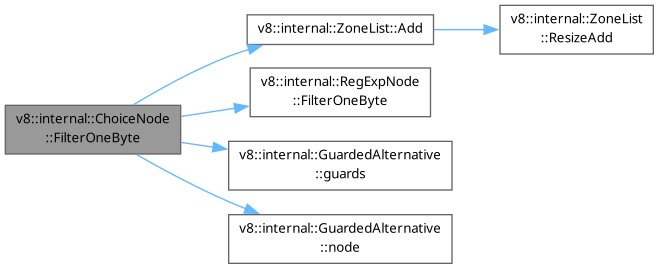 v8::internal::ChoiceNode
::FilterOneByte
v8::internal::ZoneList::Add
v8::internal::ZoneList
::ResizeAdd
v8::internal::RegExpNode
::FilterOneByte
v8::internal::GuardedAlternative
::guards
v8::internal::GuardedAlternative
::node